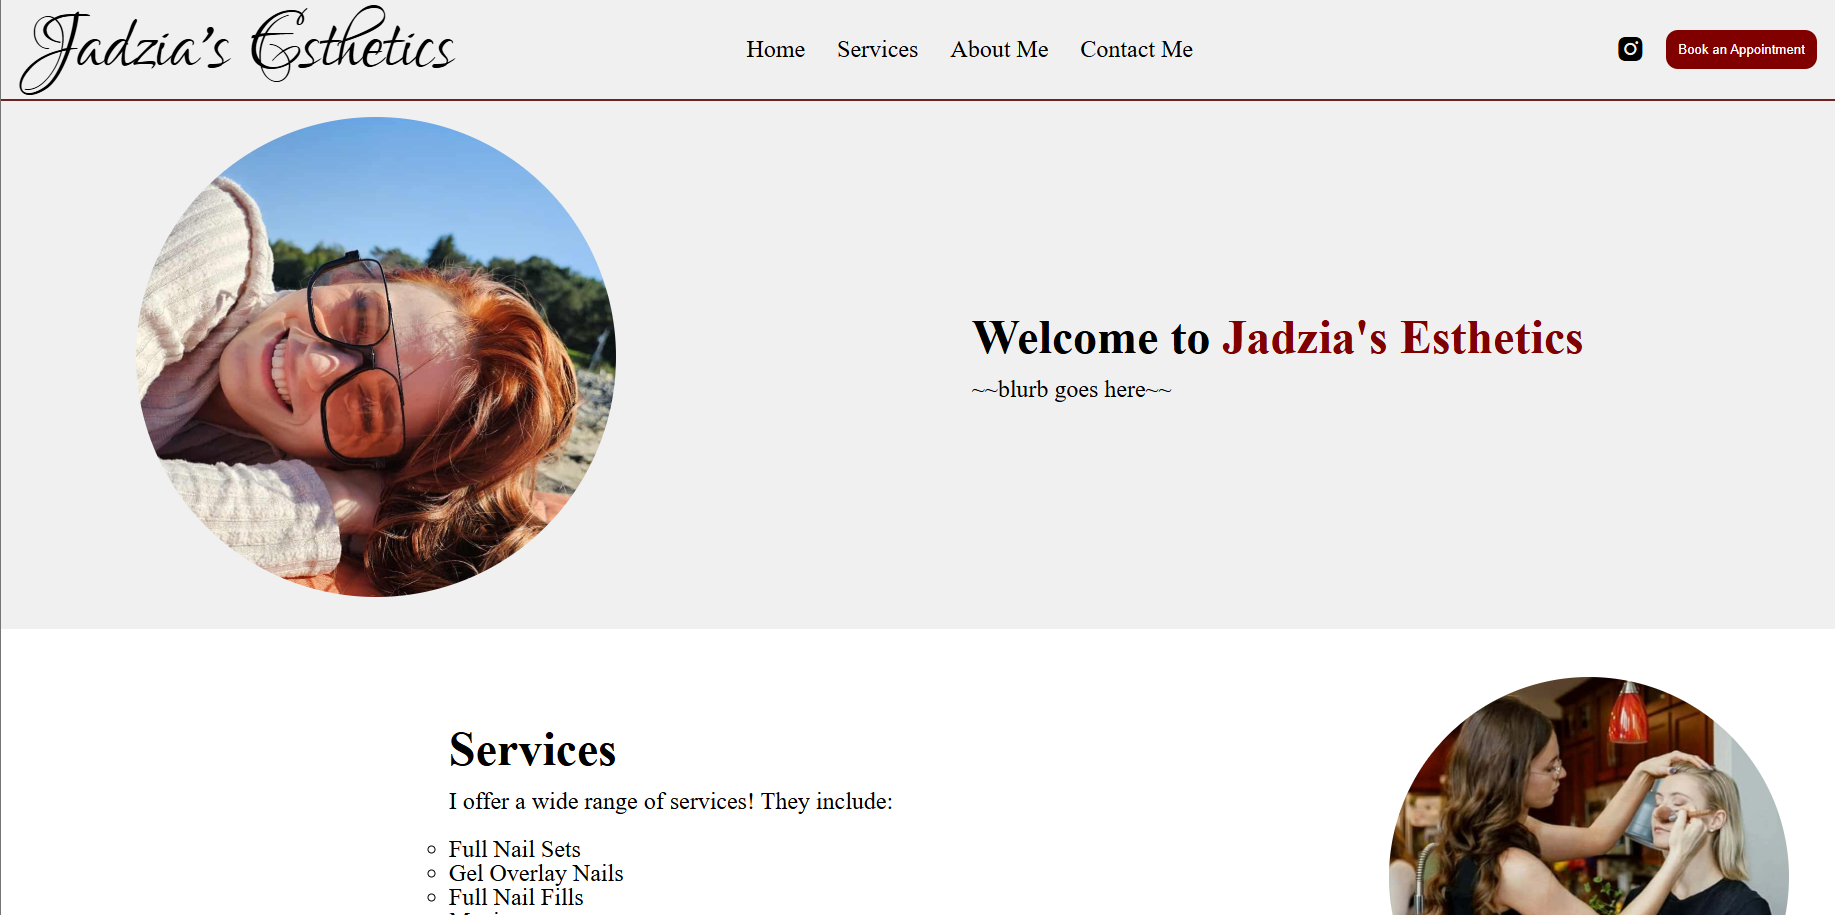 Jadzia's Esthetics
Home Services About Me Contact Me
Book an Appointment
Welcome to Jadzia's Esthetics
~~blurb goes here~~
Services
I offer a wide range of services! They include:
Full Nail Sets
Gel Overlay Nails
Full Nail Fills